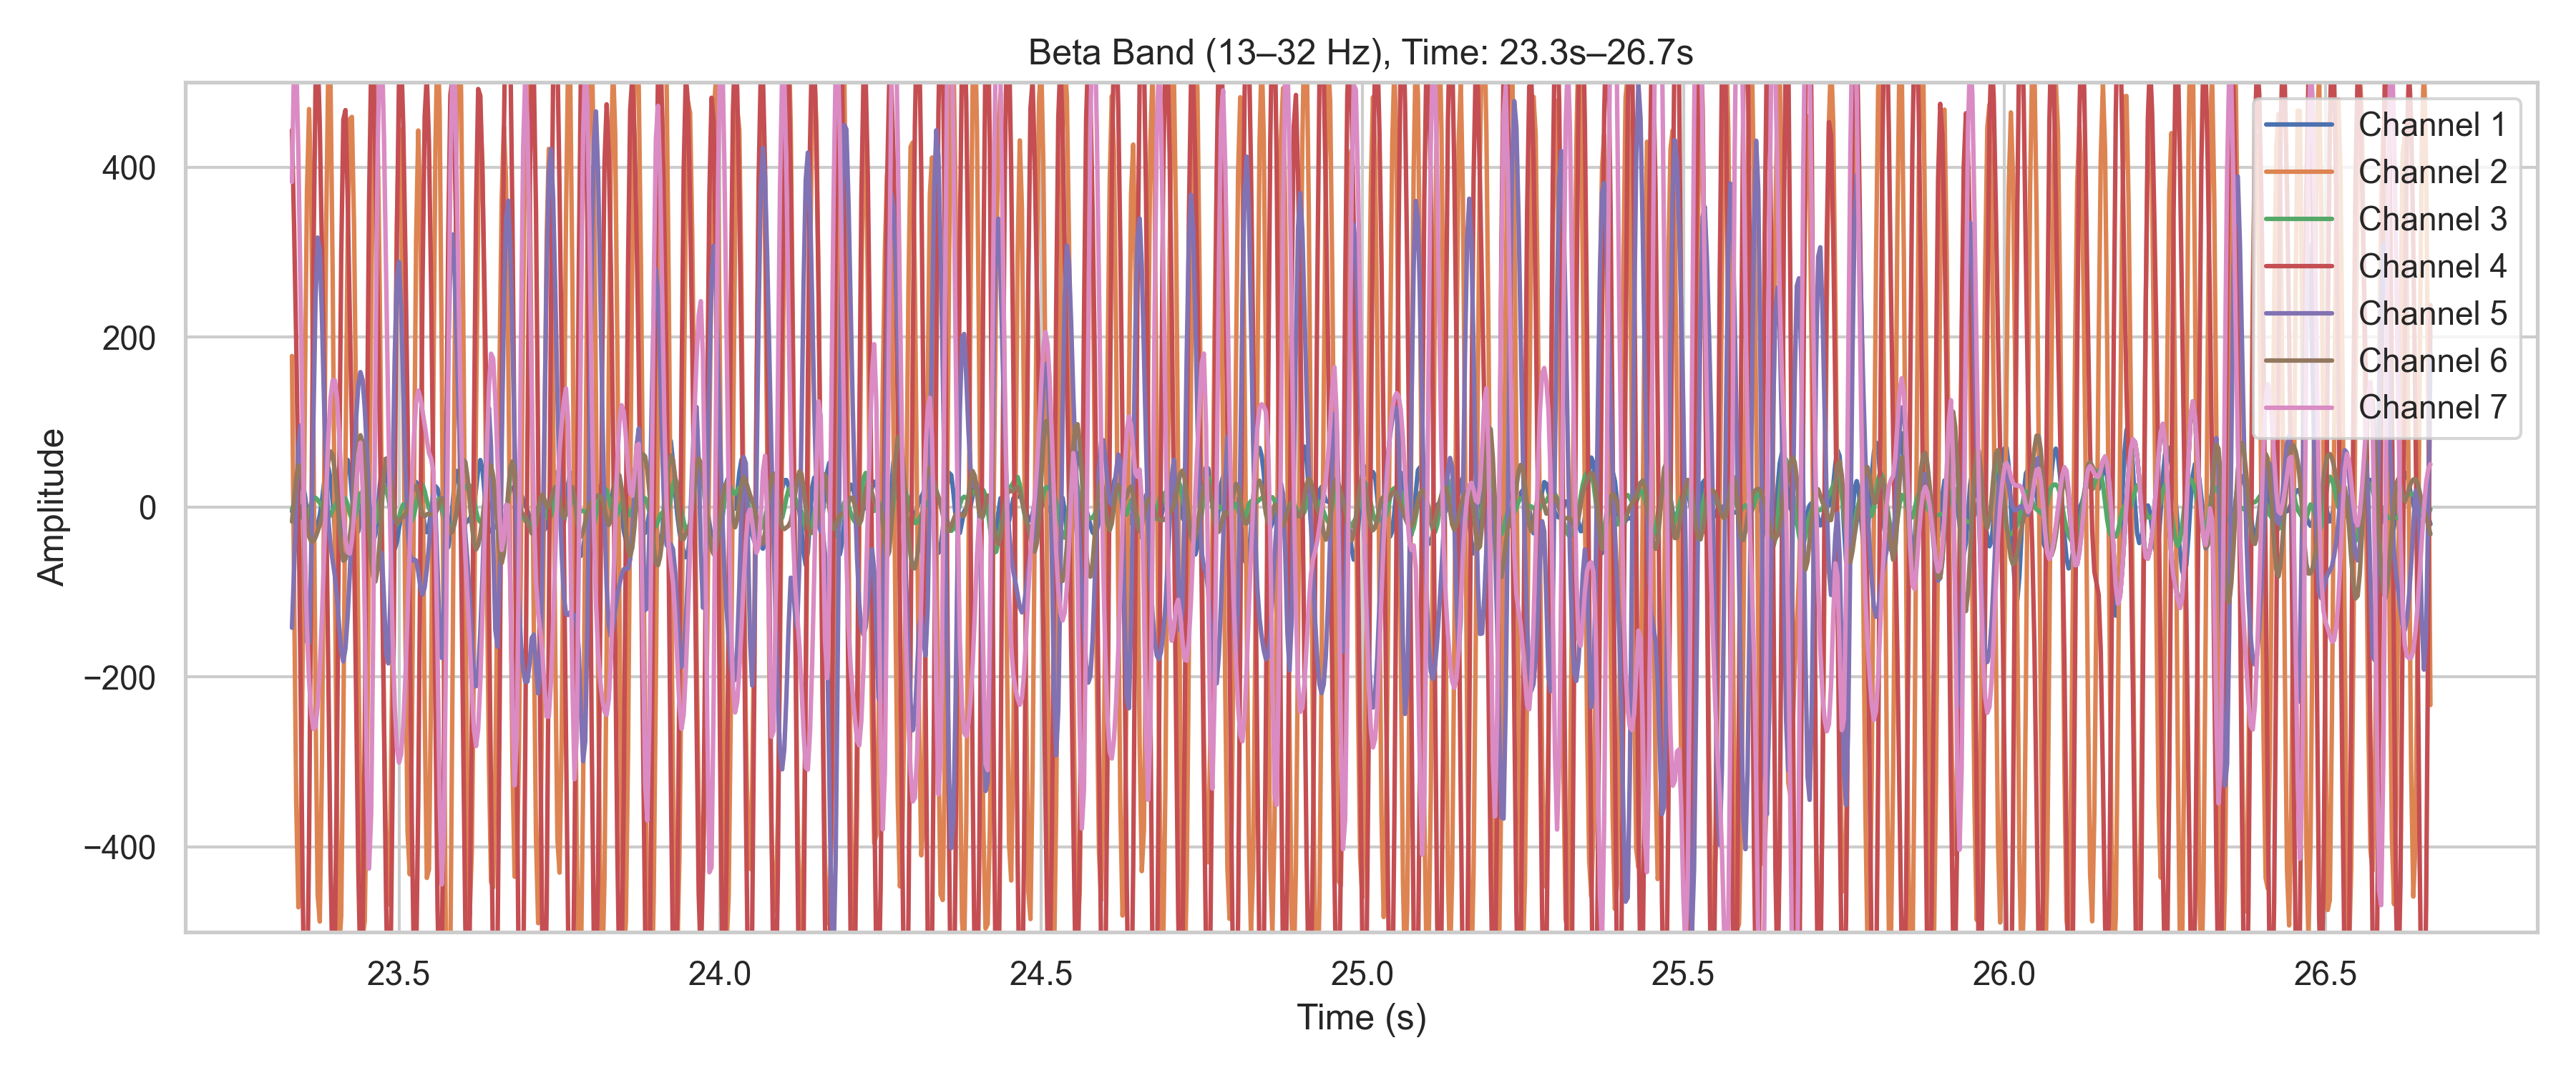 Beta Band (13–32 Hz), Time: 23.3s–26.7s
Amplitude
400
200
0
−200
−400
23.5
24.0
24.5
25.0
25.5
26.0
26.5
Time (s)
Channel 1
Channel 2
Channel 3
Channel 4
Channel 5
Channel 6
Channel 7